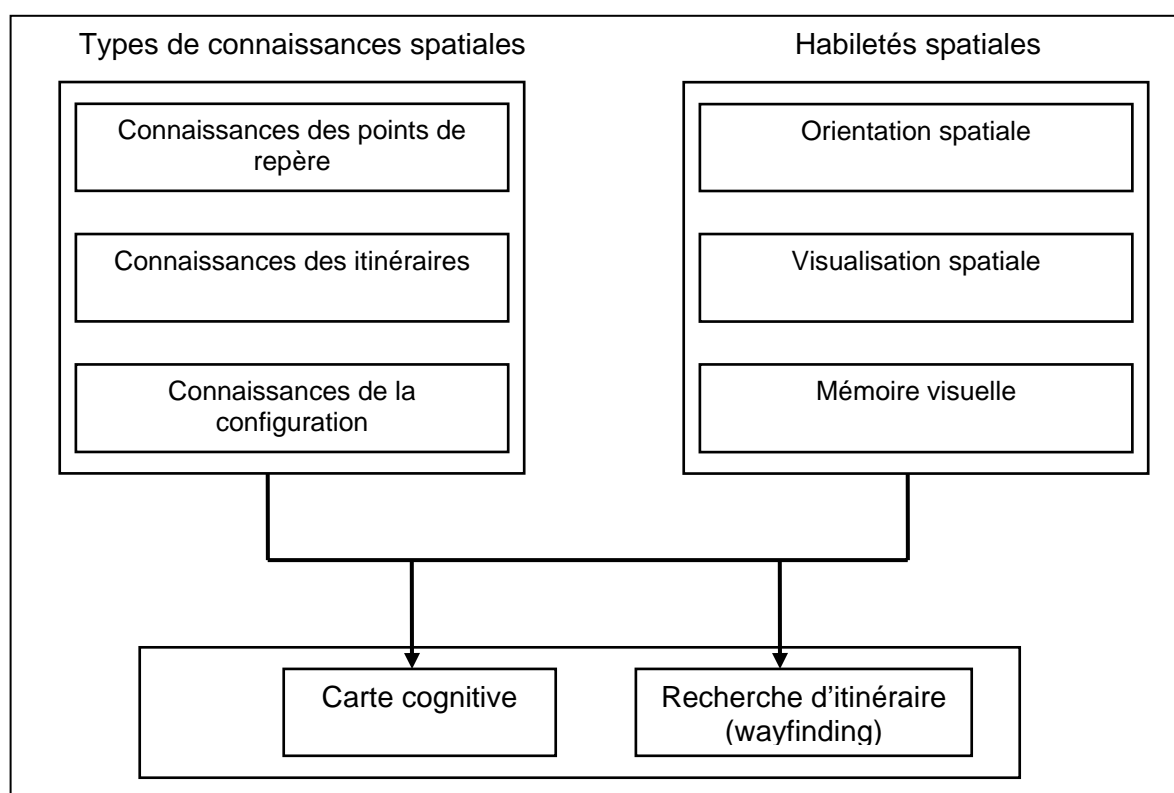 Types de connaissances spatiales
Connaissances des points de
repère
Connaissances des itinéraires
Connaissances de la
configuration
Habiletés spatiales
Orientation spatiale
Visualisation spatiale
Mémoire visuelle
Carte cognitive
Recherche d'itinéraire
(wayfinding)